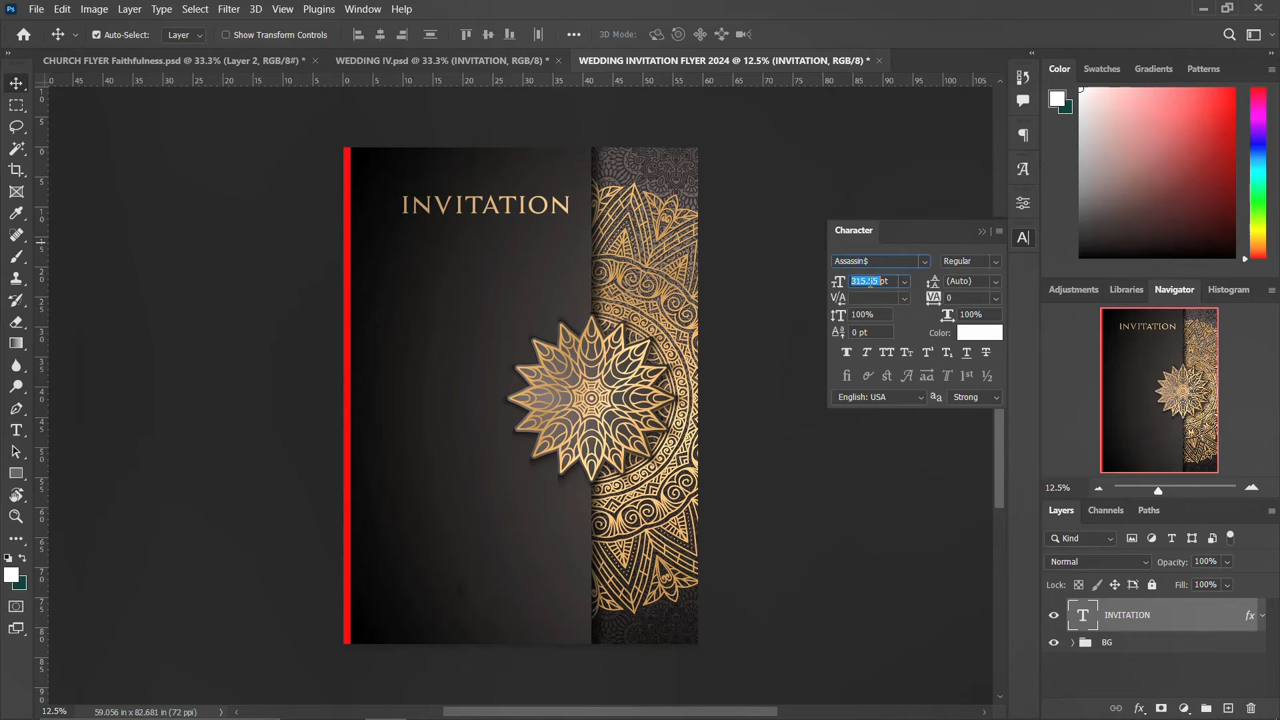 Ps File Edit Image Layer Type Select Filter 3D View Plugins Window Help
Auto-Select: Layer Show Transform Controls 3D Mode:
CHURCH FLYER Faithfulness.psd @ 33.3% (Layer 2, RGB/8#) * WEDDING IV.psd @ 33.3% (INVITATION, RGB/8) * WEDDING INVITATION FLYER 2024 @ 12.5% (INVITATION, RGB/8) *
INVITATION
Color Swatches Gradients Patterns
Character
Assassin$ Regular
pt (Auto)
0
100% 100%
0 pt Color:
English: USA Strong
Adjustments Libraries Navigator Histogram
INVITATION
12.5%
Layers Channels Paths
Kind
Normal Opacity: 100%
Lock: Fill: 100%
INVITATION fx
BG
12.5% 59.056 in x 82.681 in (72 ppi)